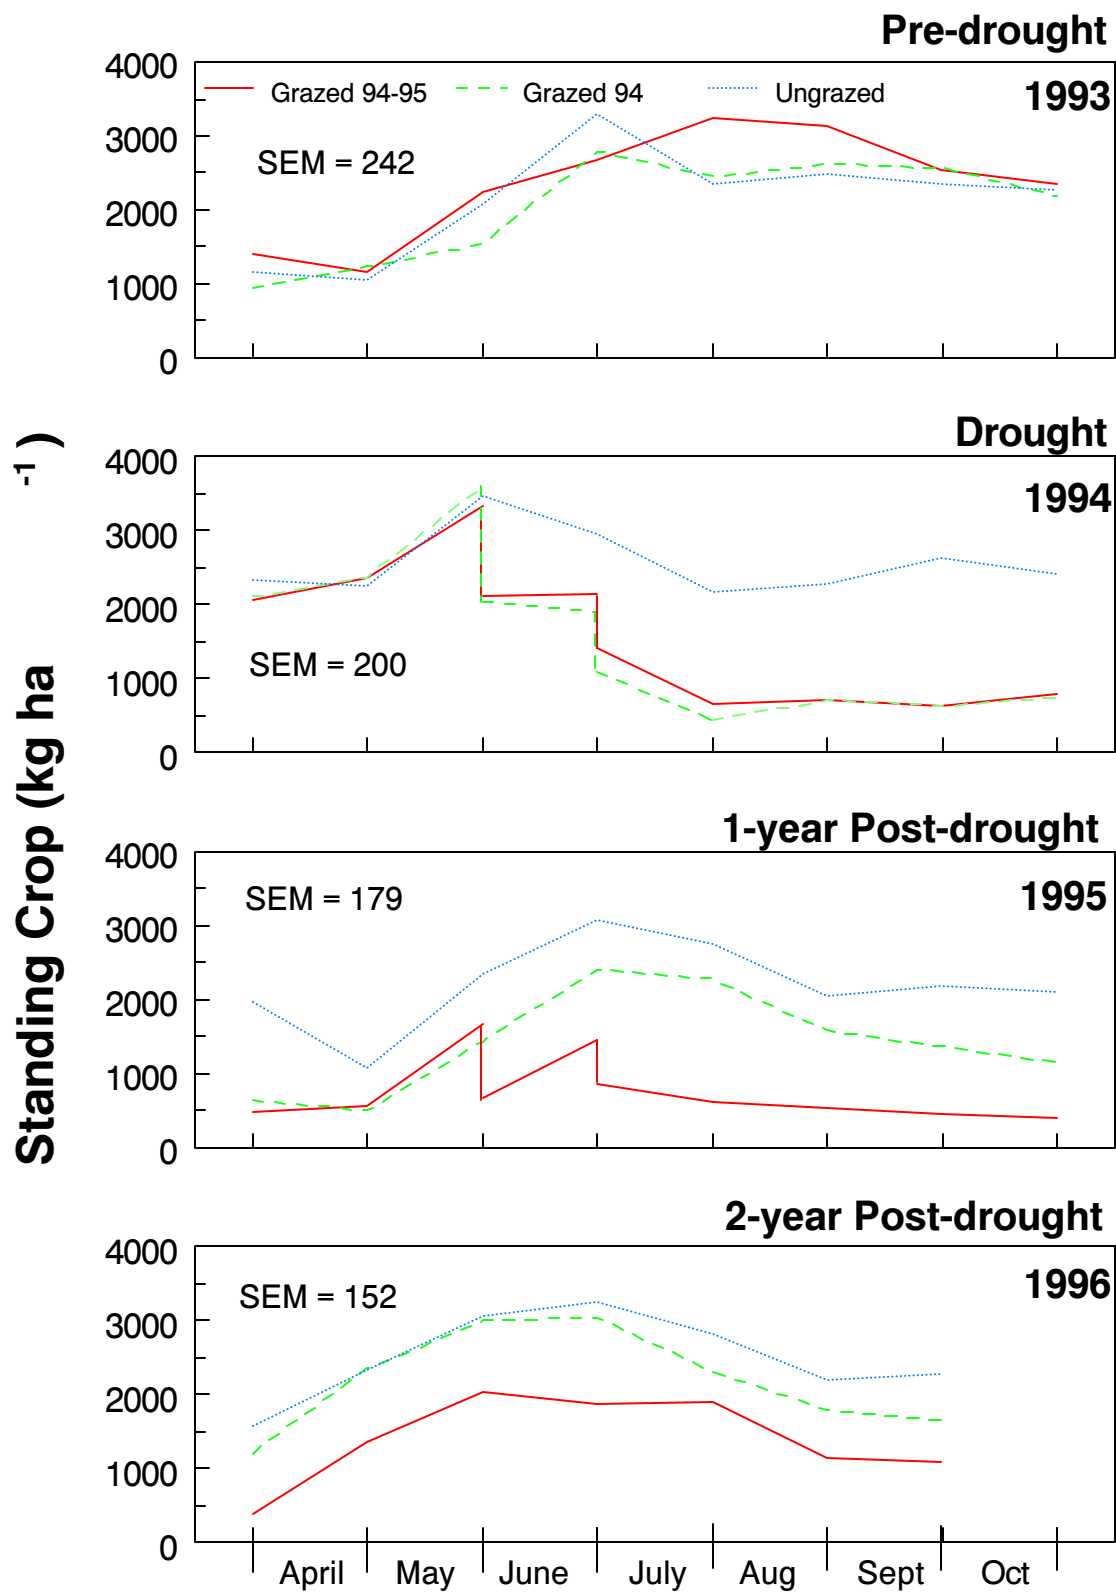 Pre-drought
4000
Grazed 94-95 Grazed 94 Ungrazed
1993
3000
SEM = 242
2000
1000
0
Drought
4000
1994
3000
2000
SEM = 200
1000
0
1-year Post-drought
4000
SEM = 179
1995
3000
2000
1000
0
2-year Post-drought
4000
SEM = 152
1996
3000
2000
1000
0
April May June July Aug Sept Oct
Standing Crop (kg ha -1 )